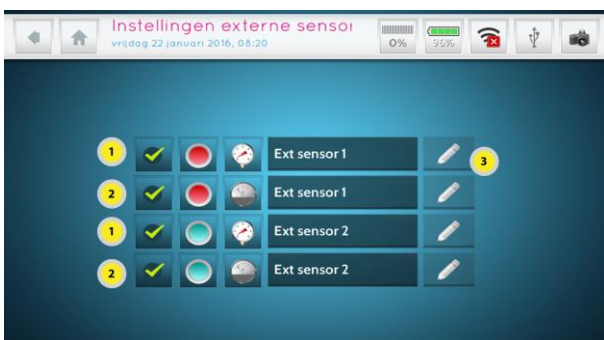 Instellingen externe sensor
vrijdag 22 januari 2016, 08:20
0%
95%
1
Ext sensor 1
3
2
Ext sensor 1
1
Ext sensor 2
2
Ext sensor 2